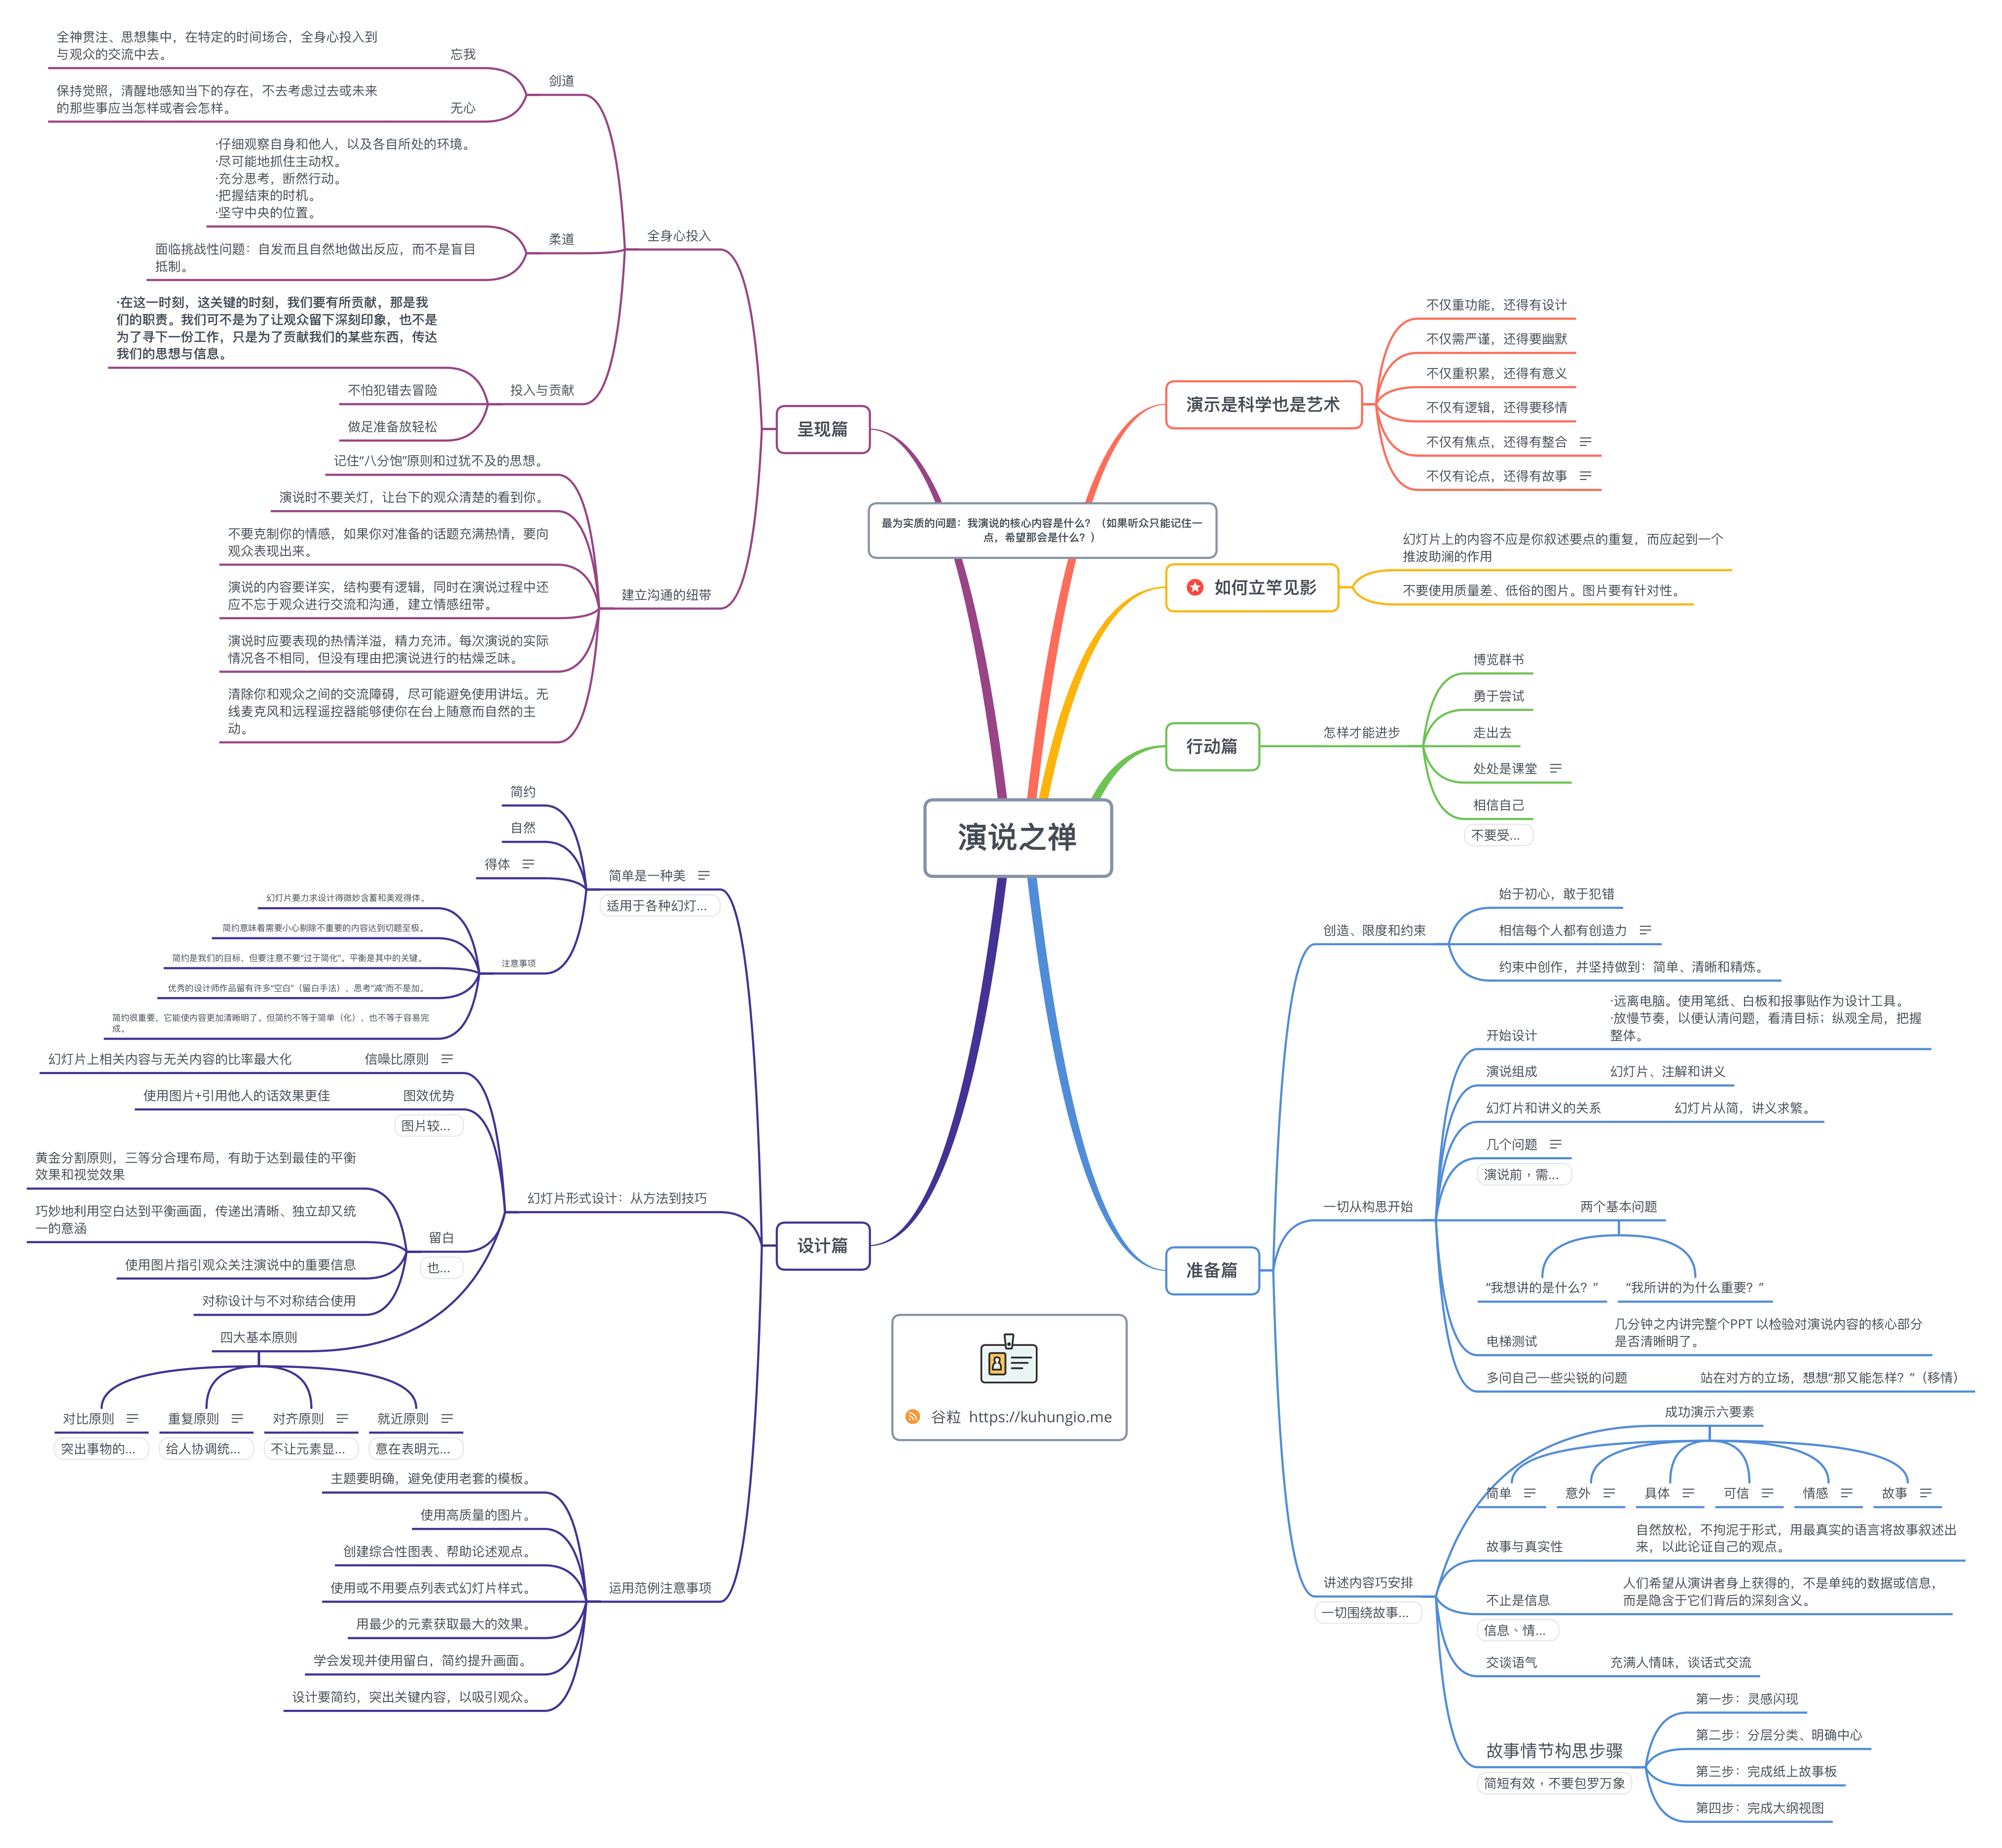 演说之禅
最为实质的问题：我演说的核心内容是什么？（如果听众只能记住一
点，希望那会是什么？）
演示是科学也是艺术
不仅重功能，还得有设计
不仅需严谨，还得要幽默
不仅重积累，还得有意义
不仅有逻辑，还得要移情
不仅有焦点，还得有整合
不仅有论点，还得有故事
如何立竿见影
幻灯片上的内容不应是你叙述要点的重复，而应起到一个
推波助澜的作用
不要使用质量差、低俗的图片。图片要有针对性。
行动篇
怎样才能进步
博览群书
勇于尝试
走出去
处处是课堂
相信自己
不要受...
准备篇
创造、限度和约束
始于初心，敢于犯错
相信每个人都有创造力
约束中创作，并坚持做到：简单、清晰和精炼。
一切从构思开始
开始设计
·远离电脑。使用笔纸、白板和报事贴作为设计工具。
·放慢节奏，以便认清问题，看清目标；纵观全局，把握
整体。
演说组成
幻灯片、注解和讲义
幻灯片和讲义的关系
幻灯片从简，讲义求繁。
几个问题
演说前，需...
两个基本问题
“我想讲的是什么？”
“我所讲的为什么重要？”
电梯测试
几分钟之内讲完整个PPT 以检验对演说内容的核心部分
是否清晰明了。
多问自己一些尖锐的问题
站在对方的立场，想想“那又能怎样？”（移情）
讲述内容巧安排
一切围绕故事...
成功演示六要素
简单
意外
具体
可信
情感
故事
故事与真实性
自然放松，不拘泥于形式，用最真实的语言将故事叙述出
来，以此论证自己的观点。
不止是信息
信息、情...
人们希望从演讲者身上获得的，不是单纯的数据或信息，
而是隐含于它们背后的深刻含义。
交谈语气
充满人情味，谈话式交流
故事情节构思步骤
简短有效，不要包罗万象
第一步：灵感闪现
第二步：分层分类、明确中心
第三步：完成纸上故事板
第四步：完成大纲视图
呈现篇
全身心投入
剑道
忘我
全神贯注、思想集中，在特定的时间场合，全身心投入到
与观众的交流中去。
无心
保持觉照，清醒地感知当下的存在，不去考虑过去或未来
的那些事应当怎样或者会怎样。
柔道
·仔细观察自身和他人，以及各自所处的环境。
·尽可能地抓住主动权。
·充分思考，断然行动。
·把握结束的时机。
·坚守中央的位置。
面临挑战性问题：自发而且自然地做出反应，而不是盲目
抵制。
投入与贡献
·在这一时刻，这关键的时刻，我们要有所贡献，那是我
们的职责。我们可不是为了让观众留下深刻印象，也不是
为了寻下一份工作，只是为了贡献我们的某些东西，传达
我们的思想与信息。
不怕犯错去冒险
做足准备放轻松
建立沟通的纽带
记住“八分饱”原则和过犹不及的思想。
演说时不要关灯，让台下的观众清楚的看到你。
不要克制你的情感，如果你对准备的话题充满热情，要向
观众表现出来。
演说的内容要详实，结构要有逻辑，同时在演说过程中还
应不忘于观众进行交流和沟通，建立情感纽带。
演说时应要表现的热情洋溢，精力充沛。每次演说的实际
情况各不相同，但没有理由把演说进行的枯燥乏味。
清除你和观众之间的交流障碍，尽可能避免使用讲坛。无
线麦克风和远程遥控器能够使你在台上随意而自然的主
动。
设计篇
简单是一种美
适用于各种幻灯...
简约
自然
得体
注意事项
幻灯片要力求设计得微妙含蓄和美观得体。
简约意味着需要小心剔除不重要的内容达到切题至极。
简约是我们的目标，但要注意不要“过于简化”。平衡是其中的关键。
优秀的设计师作品留有许多“空白”（留白手法），思考“减”而不是加。
简约很重要，它能使内容更加清晰明了。但简约不等于简单（化），也不等于容易完
成。
幻灯片形式设计：从方法到技巧
信噪比原则
幻灯片上相关内容与无关内容的比率最大化
图效优势
图片较...
使用图片+引用他人的话效果更佳
留白
也...
黄金分割原则，三等分合理布局，有助于达到最佳的平衡
效果和视觉效果
巧妙地利用空白达到平衡画面，传递出清晰、独立却又统
一的意涵
使用图片指引观众关注演说中的重要信息
对称设计与不对称结合使用
四大基本原则
对比原则
突出事物的...
重复原则
给人协调统...
对齐原则
不让元素显...
就近原则
意在表明元...
运用范例注意事项
主题要明确，避免使用老套的模板。
使用高质量的图片。
创建综合性图表、帮助论述观点。
使用或不用要点列表式幻灯片样式。
用最少的元素获取最大的效果。
学会发现并使用留白，简约提升画面。
设计要简约，突出关键内容，以吸引观众。
谷粒 https://kuhungio.me